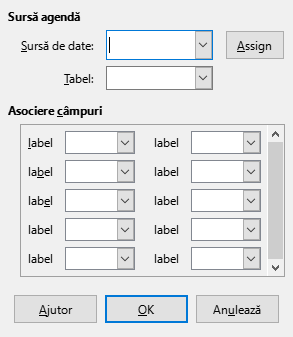 Sursă agendă
Sursă de date: Assign
Tabel:
Asociere câmpuri
label label
label label
label label
label label
label label
Ajutor OK Anulează